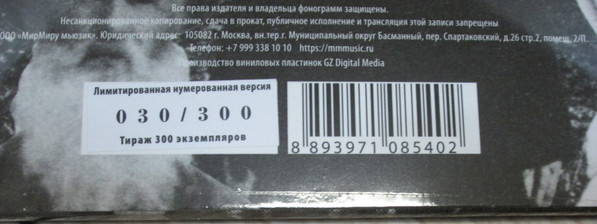 Все права издателя и владельца фонограмм защищены.
Несанкционированное копирование, сдача в прокат, публичное исполнение и трансляция этой записи запрещены
ООО «МирМиру мьюзик». Юридический адрес: 105082 г. Москва, вн.тер.г. Муниципальный округ Басманный, пер. Спартаковский, д.26 стр.2, помещ. 2/П.
Телефон: +7 999 338 10 10 https://mmmusic.ru
роизводство виниловых пластинок GZ Digital Media
Лимитированная нумерованная версия
030/300
Тираж 300 экземпляров
8 893971 085402